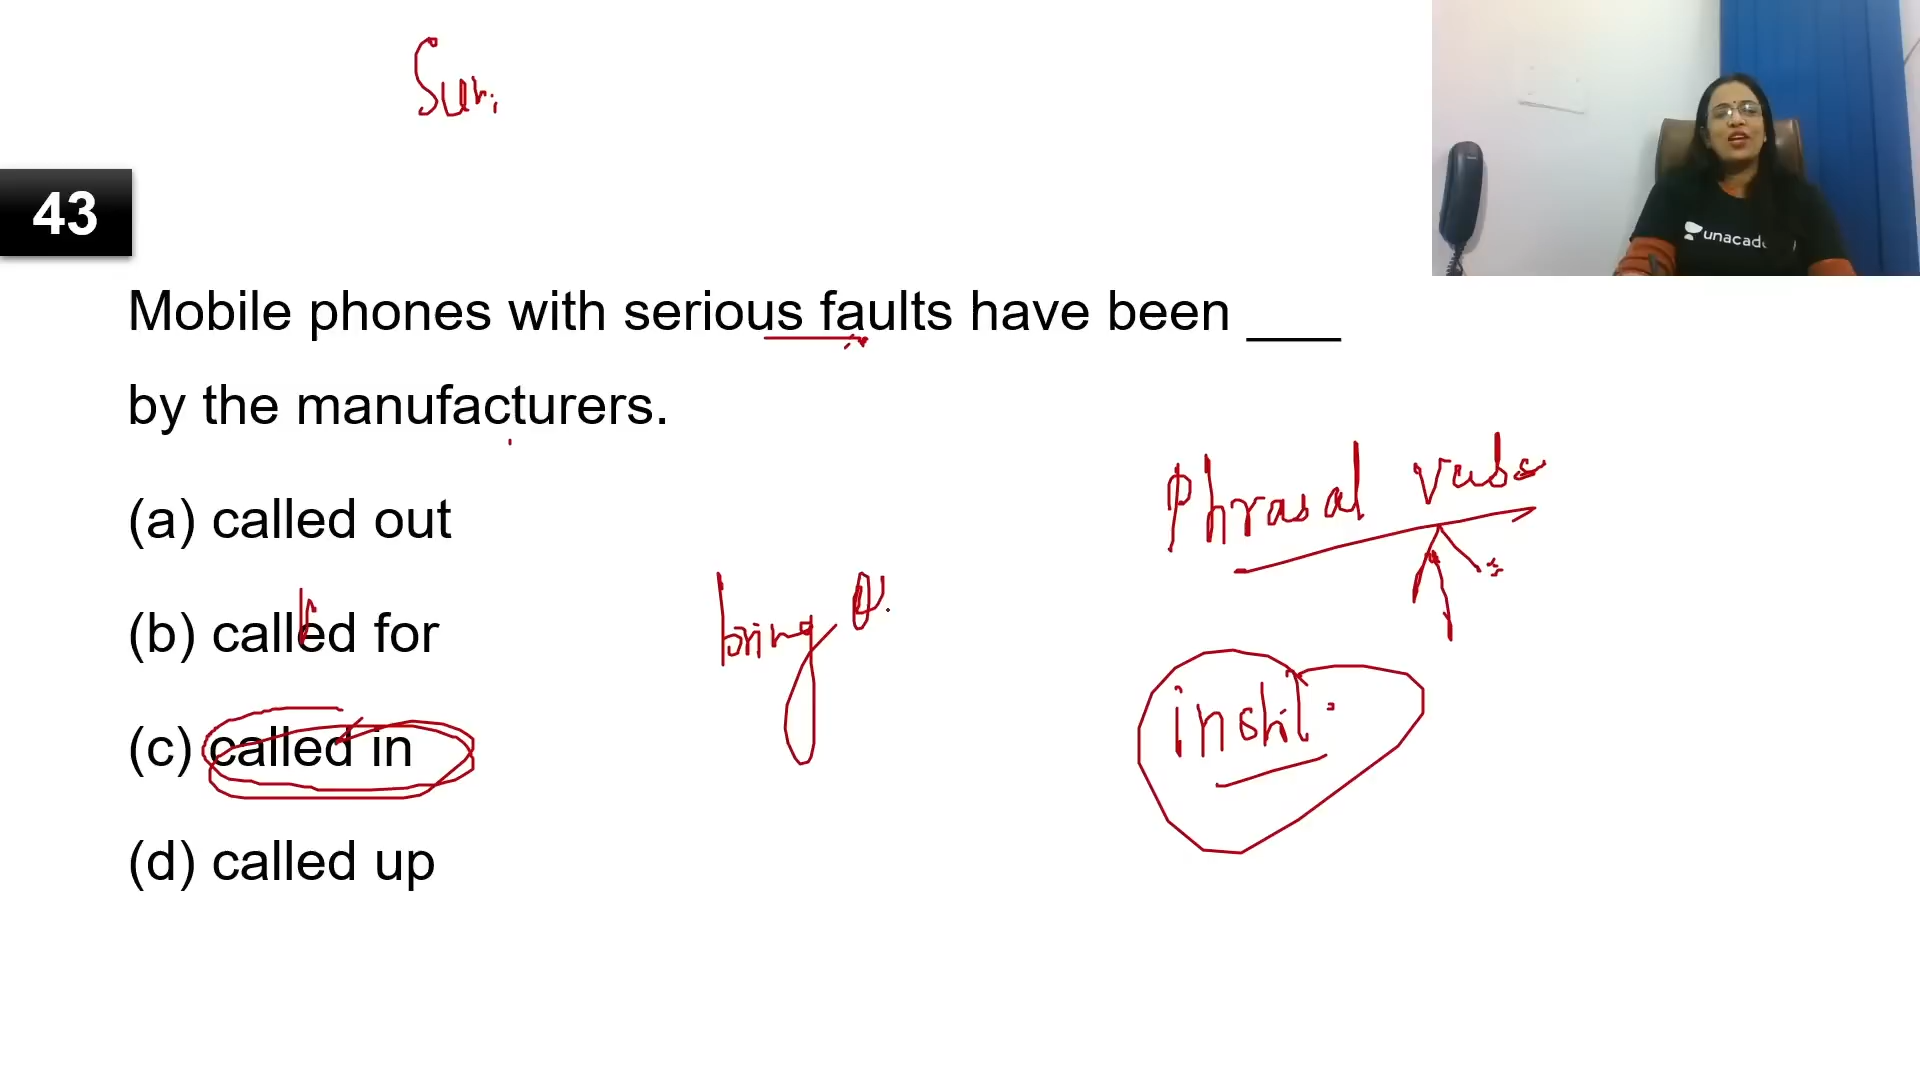 43
Mobile phones with serious faults have been ____
by the manufacturers.
(a) called out
(b) called for
(c) called in
(d) called up
Phrasal verbs
bring
unacad